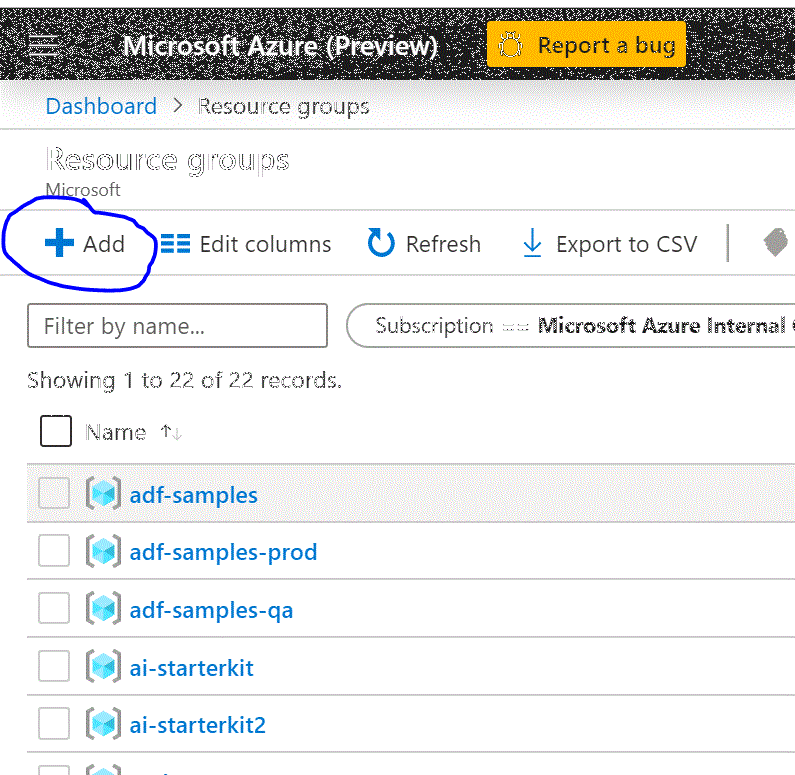 Microsoft Azure (Preview) Report a bug
Dashboard > Resource groups
Resource groups
Microsoft
Add Edit columns Refresh Export to CSV
Filter by name... Subscription == Microsoft Azure Internal
Showing 1 to 22 of 22 records.
Name
adf-samples
adf-samples-prod
adf-samples-qa
ai-starterkit
ai-starterkit2